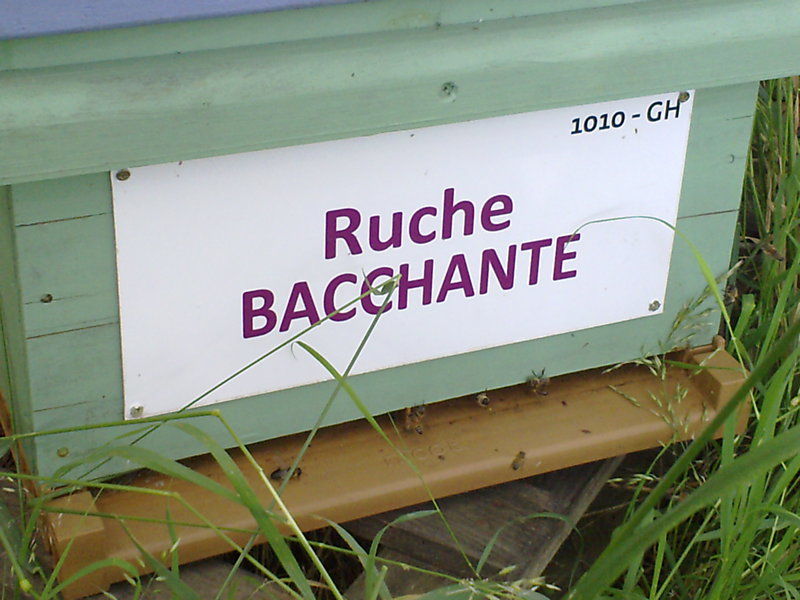 1010 - GH
Ruche
BACCHANTE